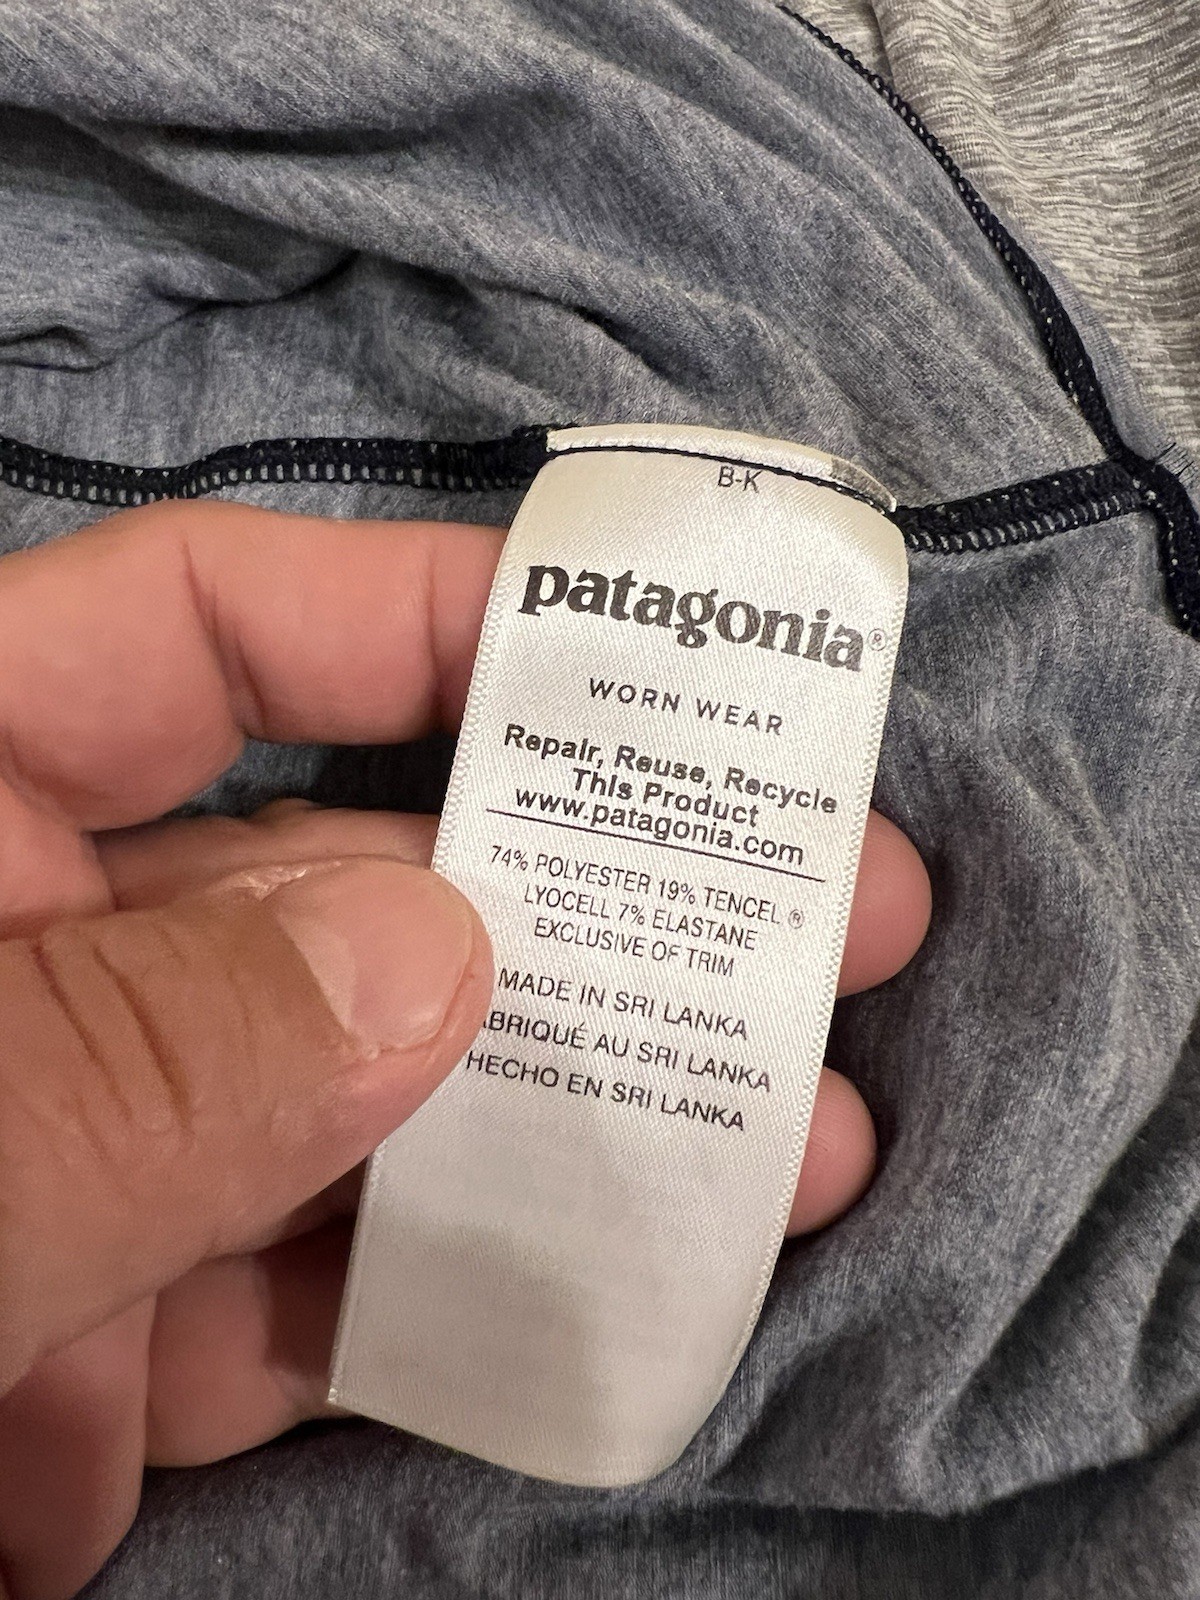 B-K
patagonia®
WORN WEAR
Repair, Reuse, Recycle
This Product
www.patagonia.com
74% POLYESTER 19% TENCEL ®
LYOCELL 7% ELASTANE
EXCLUSIVE OF TRIM
MADE IN SRI LANKA
ABRIQUÉ AU SRI LANKA
HECHO EN SRI LANKA